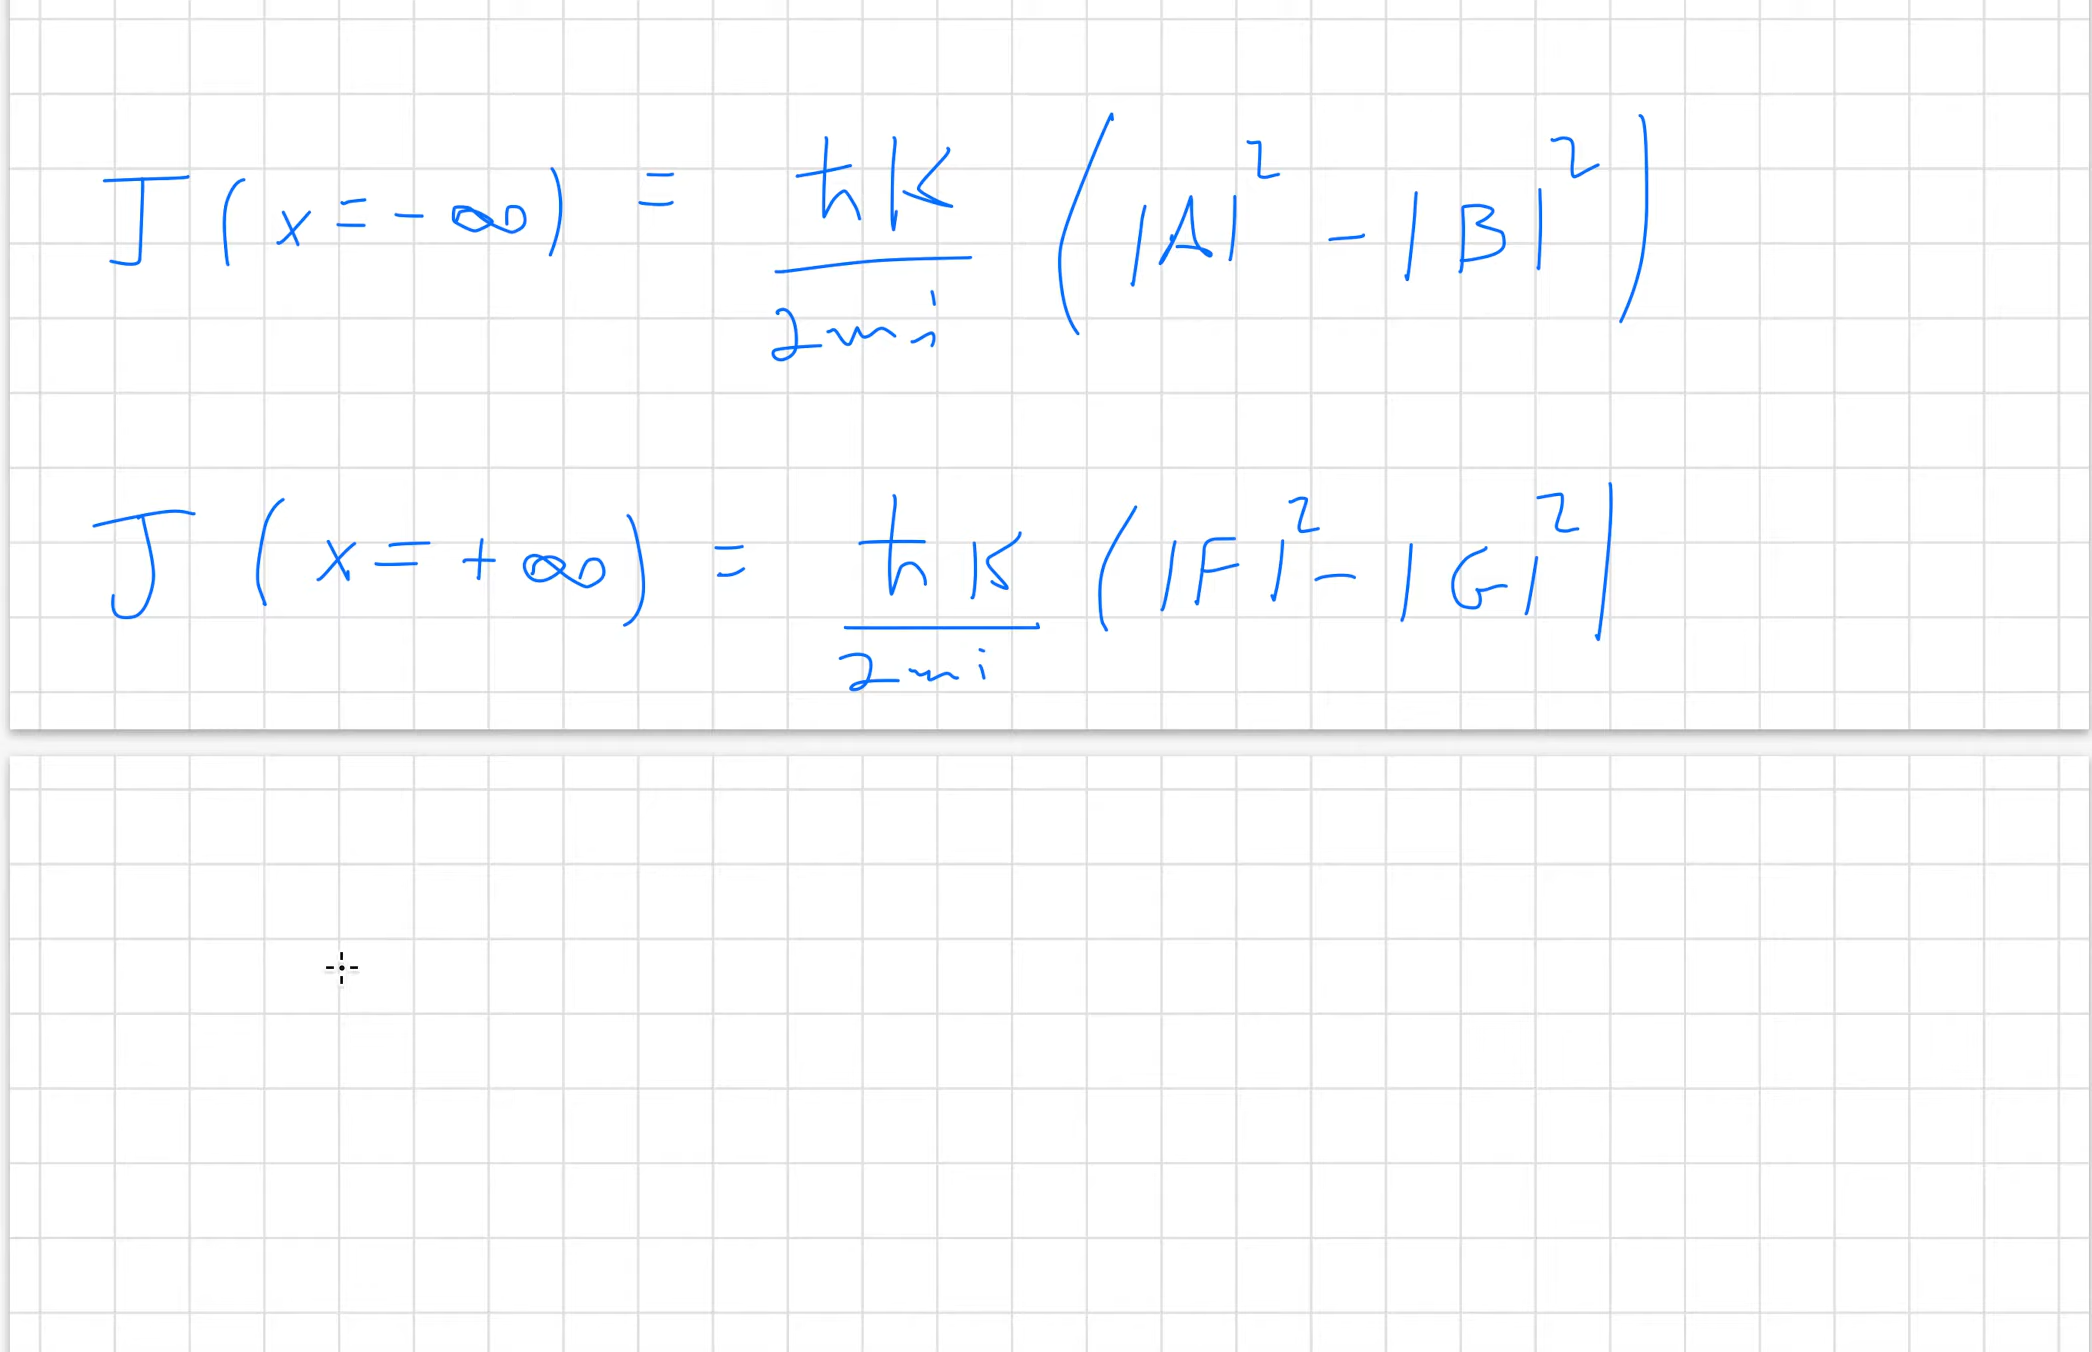 J(x = -∞) = ħk/2mi (|A|² - |B|²)
J(x = +∞) = ħk/2mi (|F|² - |G|²)